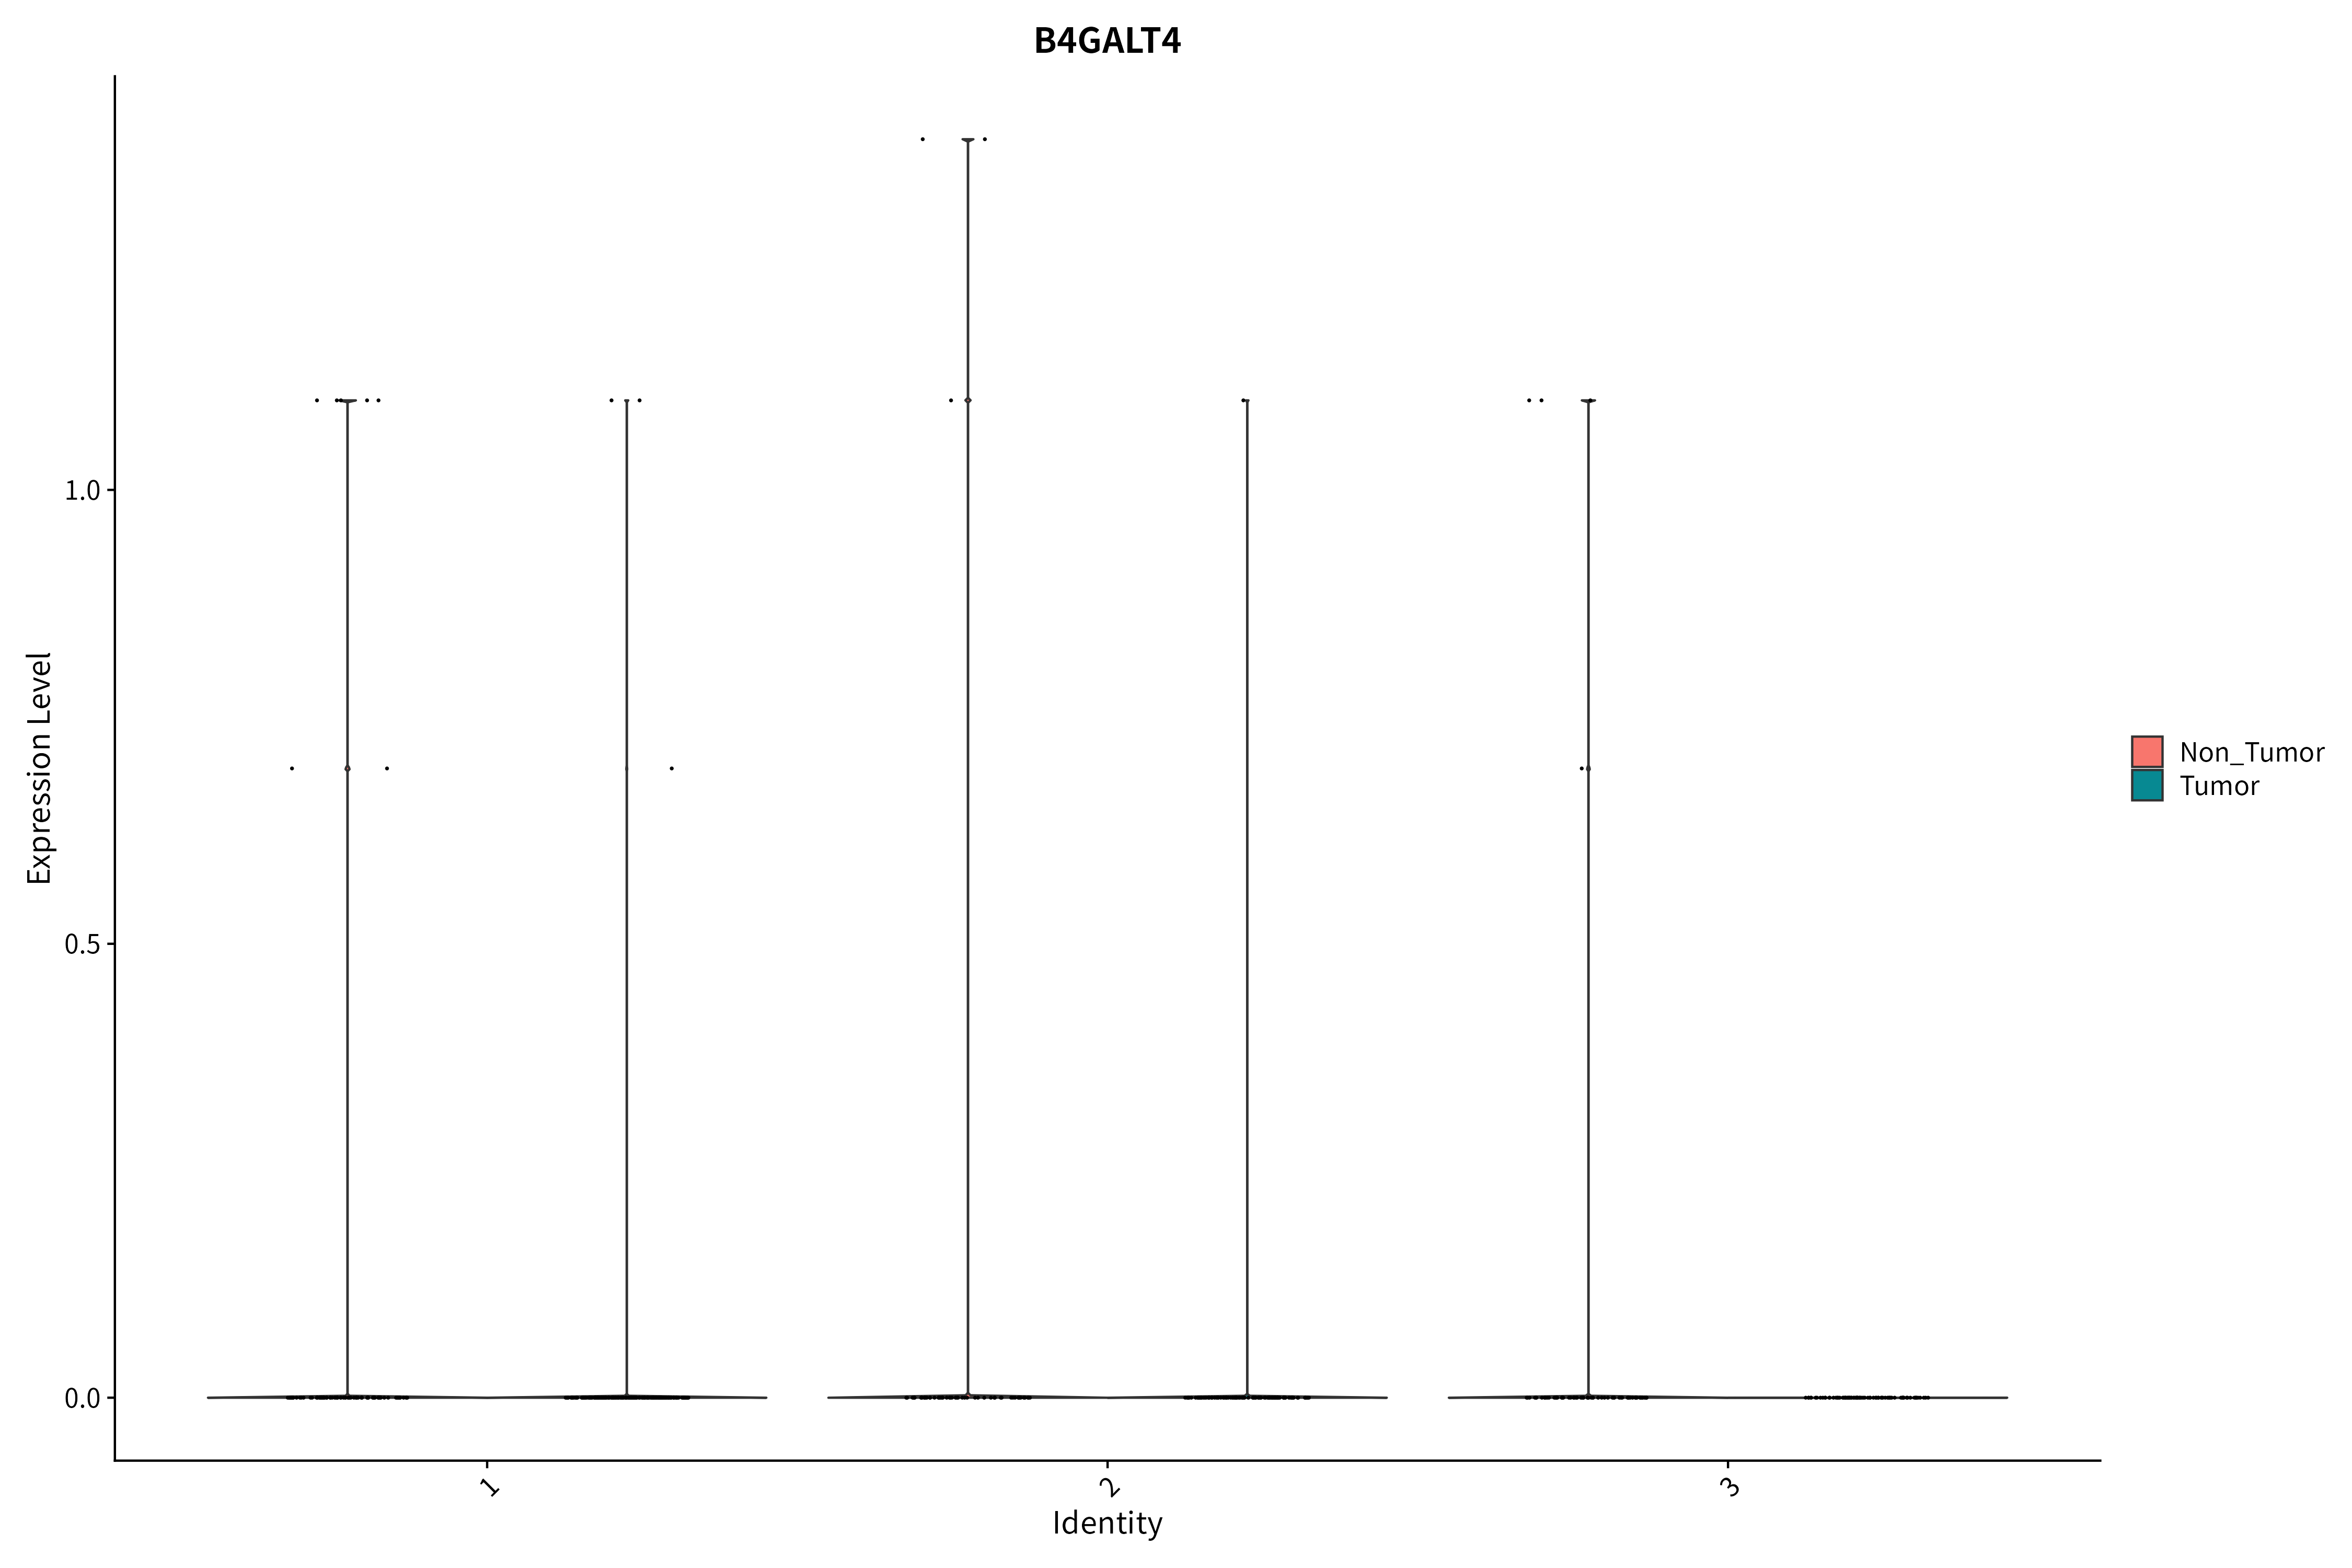 B4GALT4
Expression Level
1.0
0.5
0.0
1
2
3
Identity
Non_Tumor
Tumor